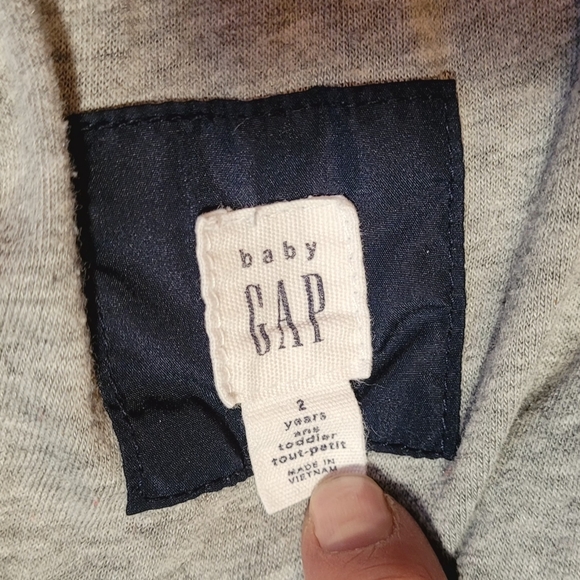 baby
GAP
2
years
ans
toddler
tout-petit
MADE IN
VIETNAM